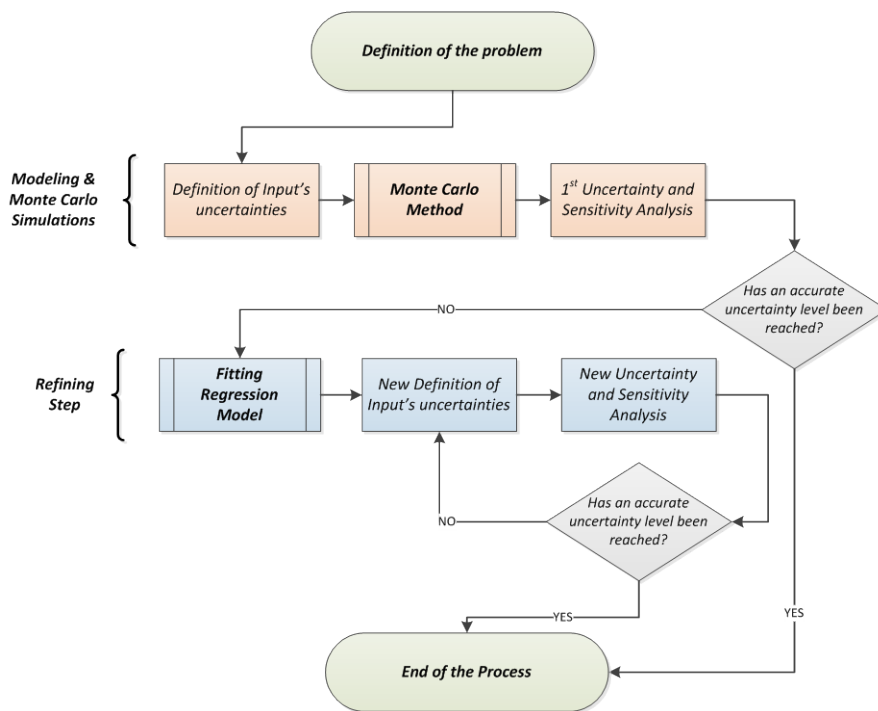 Definition of the problem
Modeling &
Monte Carlo
Simulations
Definition of Input's
uncertainties
Monte Carlo
Method
1st Uncertainty and
Sensitivity Analysis
Has an accurate
uncertainty level been
reached?
NO
Refining
Step
Fitting
Regression
Model
New Definition of
Input's uncertainties
New Uncertainty
and Sensitivity
Analysis
Has an accurate
uncertainty level been
reached?
NO
YES
YES
End of the Process